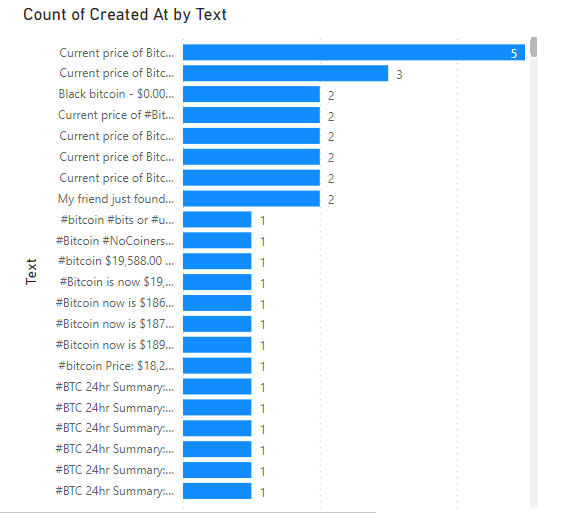 Count of Created At by Text
Current price of Bitc... 5
Current price of Bitc... 3
Black bitcoin - $0.00... 2
Current price of #Bit... 2
Current price of Bitc... 2
Current price of Bitc... 2
Current price of Bitc... 2
My friend just found... 2
#bitcoin #bits or #u... 1
#Bitcoin #NoCoiners... 1
#bitcoin $19,588.00 ... 1
#Bitcoin is now $19,... 1
#Bitcoin now is $186... 1
#Bitcoin now is $187... 1
#Bitcoin now is $189... 1
#bitcoin Price: $18,2... 1
#BTC 24hr Summary:... 1
#BTC 24hr Summary:... 1
#BTC 24hr Summary:... 1
#BTC 24hr Summary:... 1
#BTC 24hr Summary:... 1
#BTC 24hr Summary:... 1
Text